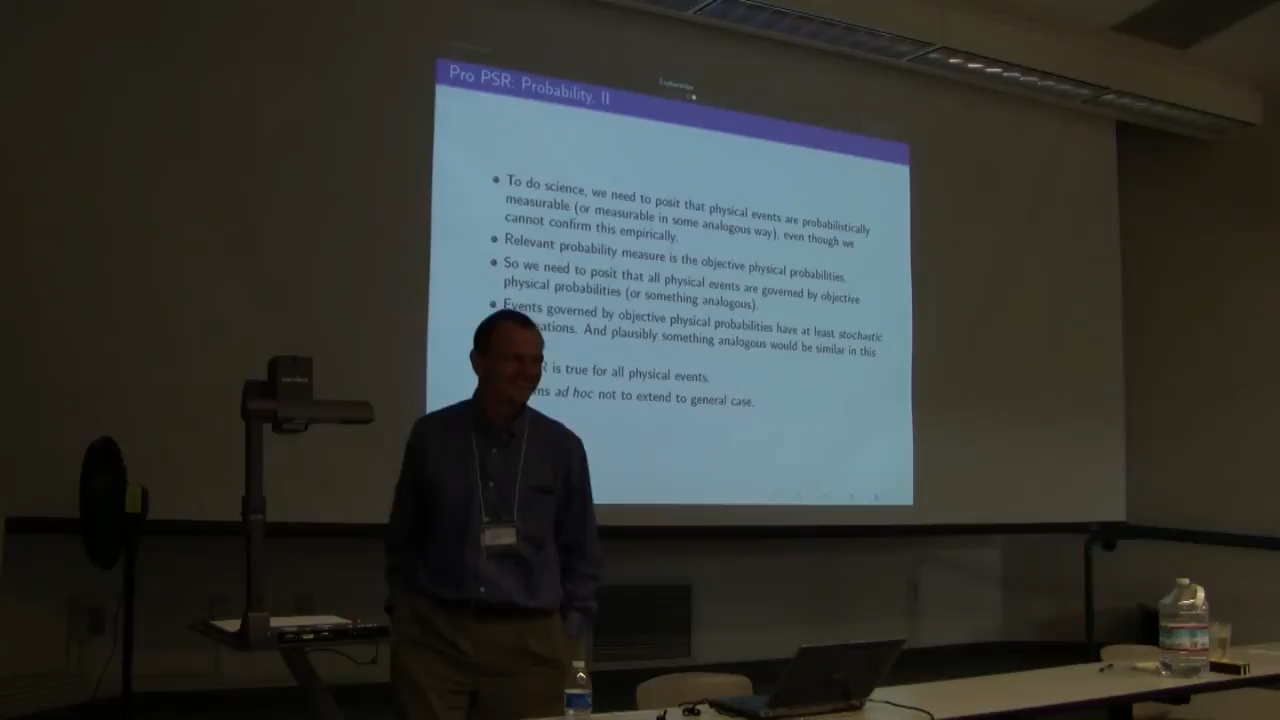 Pro PSR: Probability, II
To do science, we need to posit that physical events are probabilistically
measurable (or measurable in some analogous way), even though we
cannot confirm this empirically.
Relevant probability measure is the objective physical probabilities.
So we need to posit that all physical events are governed by objective
physical probabilities (or something analogous).
Events governed by objective physical probabilities have at least stochastic
And plausibly something analogous would be similar in this
is true for all physical events.
ad hoc not to extend to general case.